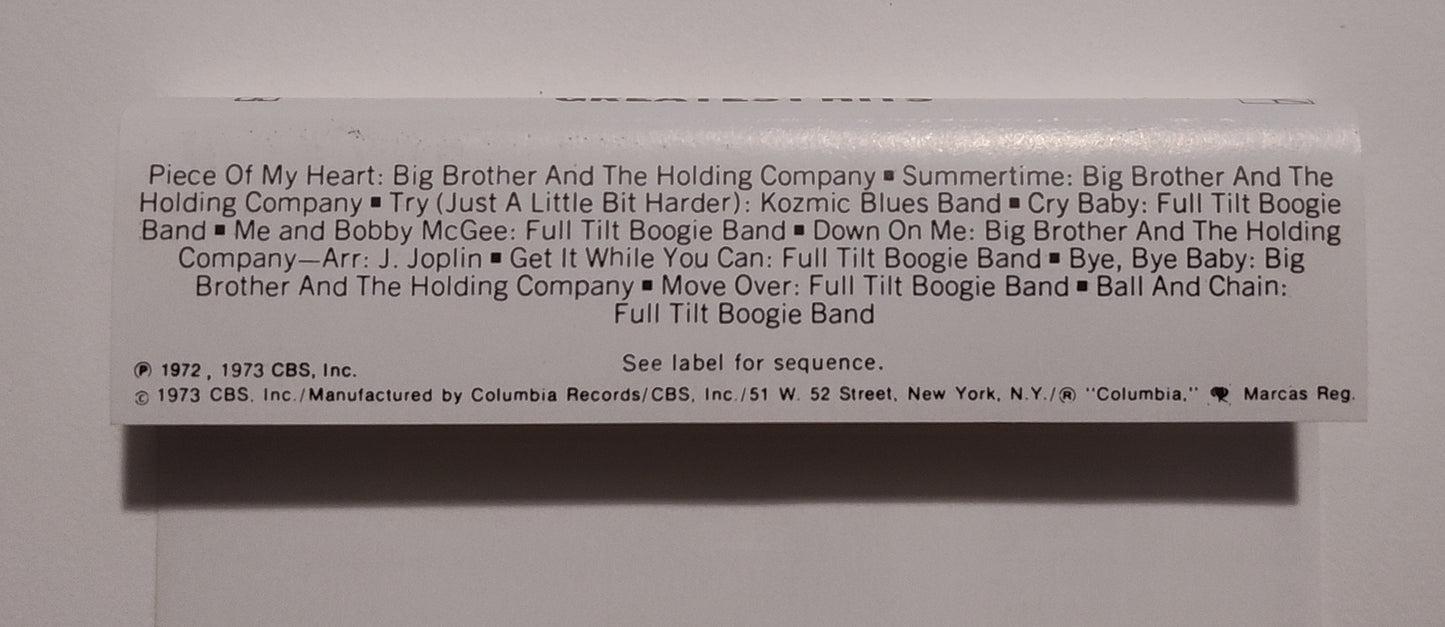 GREATEST HITS
Piece Of My Heart: Big Brother And The Holding Company ▪ Summertime: Big Brother And The
Holding Company ▪ Try (Just A Little Bit Harder): Kozmic Blues Band ▪ Cry Baby: Full Tilt Boogie
Band ▪ Me and Bobby McGee: Full Tilt Boogie Band ▪ Down On Me: Big Brother And The Holding
Company—Arr: J. Joplin ▪ Get It While You Can: Full Tilt Boogie Band ▪ Bye, Bye Baby: Big
Brother And The Holding Company ▪ Move Over: Full Tilt Boogie Band ▪ Ball And Chain:
Full Tilt Boogie Band
See label for sequence.
℗ 1972, 1973 CBS, Inc.
© 1973 CBS, Inc./Manufactured by Columbia Records/CBS, Inc./51 W. 52 Street, New York, N.Y./® "Columbia," Marcas Reg.